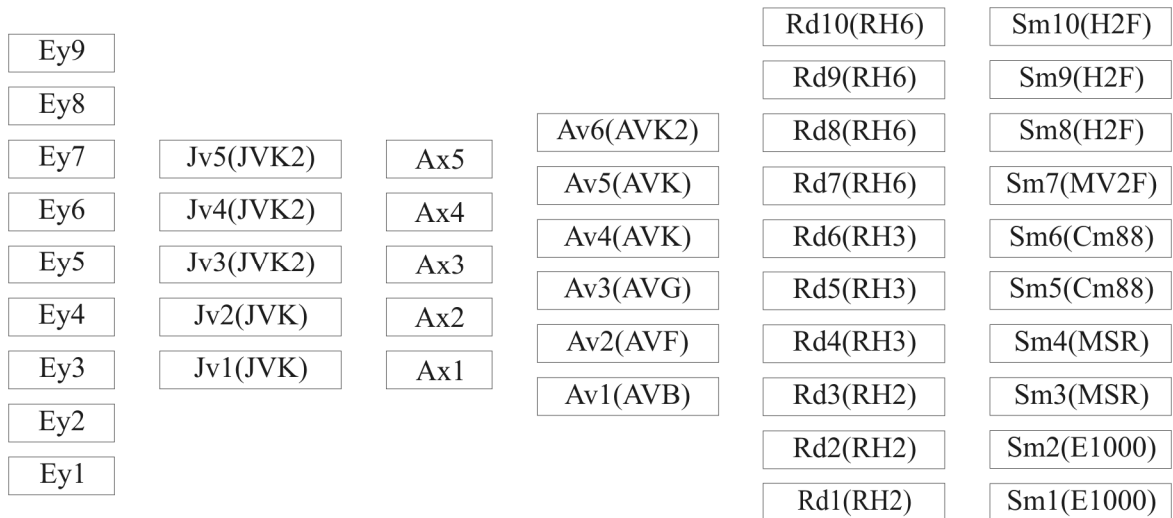 Ey9
Ey8
Ey7
Ey6
Ey5
Ey4
Ey3
Ey2
Ey1
Jv5(JVK2)
Jv4(JVK2)
Jv3(JVK2)
Jv2(JVK)
Jv1(JVK)
Ax5
Ax4
Ax3
Ax2
Ax1
Av6(AVK2)
Av5(AVK)
Av4(AVK)
Av3(AVG)
Av2(AVF)
Av1(AVB)
Rd10(RH6)
Rd9(RH6)
Rd8(RH6)
Rd7(RH6)
Rd6(RH3)
Rd5(RH3)
Rd4(RH3)
Rd3(RH2)
Rd2(RH2)
Rd1(RH2)
Sm10(H2F)
Sm9(H2F)
Sm8(H2F)
Sm7(MV2F)
Sm6(Cm88)
Sm5(Cm88)
Sm4(MSR)
Sm3(MSR)
Sm2(E1000)
Sm1(E1000)